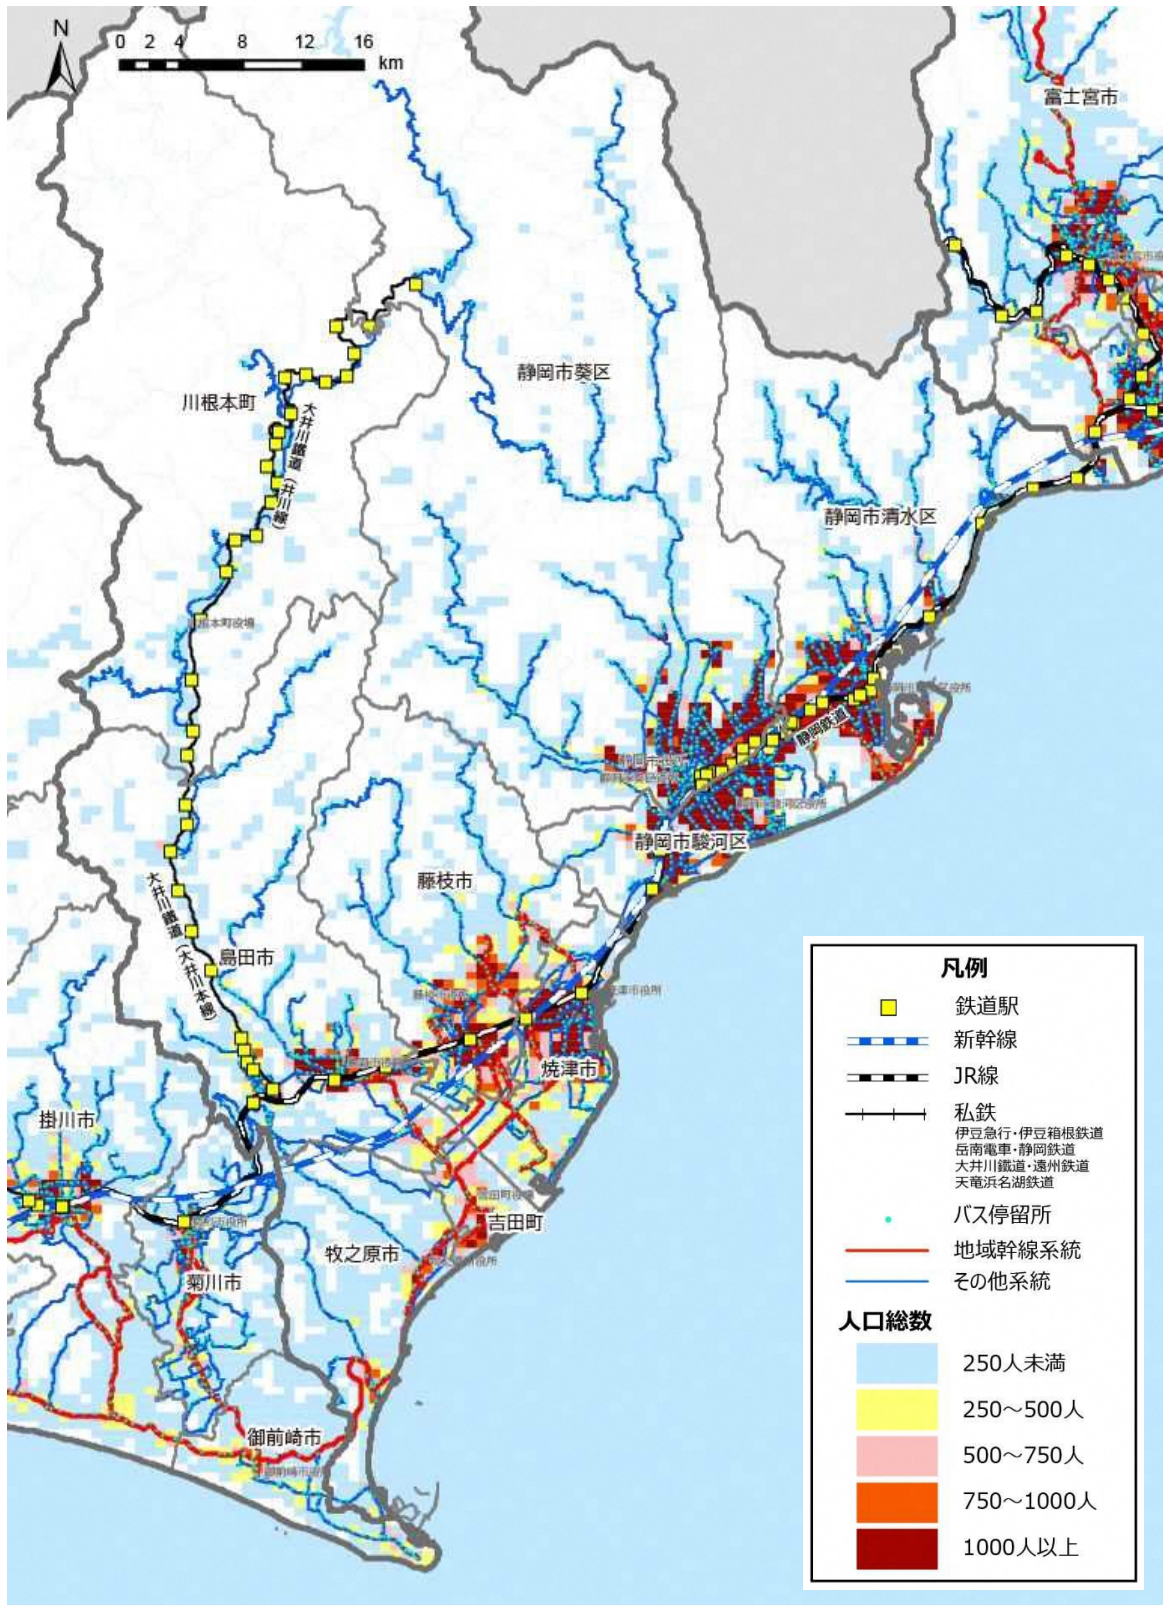 N
0 2 4 8 12 16
km
富士宮市
静岡市葵区
川根本町
大井川鐵道(井川線)
静岡市清水区
静岡鉄道
静岡市駿河区
藤枝市
大井川鐵道(大井川本線)
島田市
焼津市
掛川市
吉田町
牧之原市
菊川市
御前崎市
凡例
鉄道駅
新幹線
JR線
私鉄
伊豆急行・伊豆箱根鉄道
岳南電車・静岡鉄道
大井川鐵道・遠州鉄道
天竜浜名湖鉄道
バス停留所
地域幹線系統
その他系統
人口総数
250人未満
250~500人
500~750人
750~1000人
1000人以上